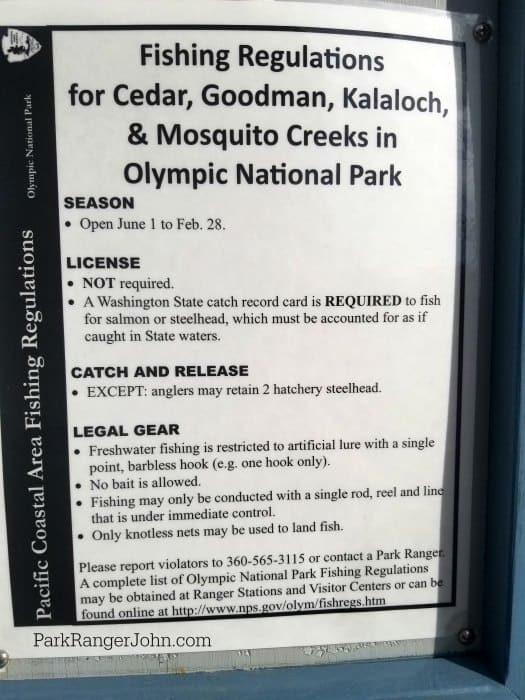 Fishing Regulations
for Cedar, Goodman, Kalaloch,
& Mosquito Creeks in
Olympic National Park
SEASON
• Open June 1 to Feb. 28.
LICENSE
• NOT required.
• A Washington State catch record card is REQUIRED to fish
for salmon or steelhead, which must be accounted for as if
caught in State waters.
CATCH AND RELEASE
• EXCEPT: anglers may retain 2 hatchery steelhead.
LEGAL GEAR
• Freshwater fishing is restricted to artificial lure with a single
point, barbless hook (e.g. one hook only).
• No bait is allowed.
• Fishing may only be conducted with a single rod, reel and line
that is under immediate control.
• Only knotless nets may be used to land fish.
Please report violators to 360-565-3115 or contact a Park Ranger.
A complete list of Olympic National Park Fishing Regulations
may be obtained at Ranger Stations and Visitor Centers or can be
found online at http://www.nps.gov/olym/fishregs.htm
Pacific Coastal Area Fishing Regulations
Olympic National Park
ParkRangerJohn.com